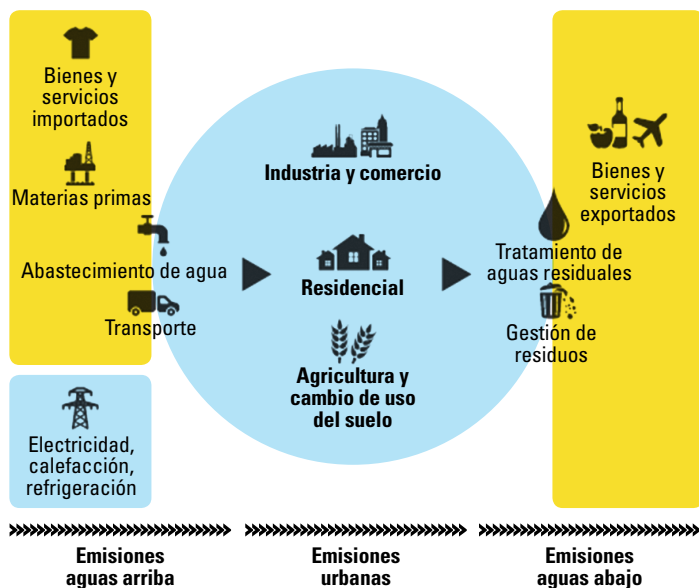 Bienes y
servicios
importados
Materias primas
Abastecimiento de agua
Transporte
Electricidad,
calefacción,
refrigeración
Industria y comercio
Residencial
Agricultura y
cambio de uso
del suelo
Bienes y
servicios
exportados
Tratamiento de
aguas residuales
Gestión de
residuos
Emisiones
aguas arriba
Emisiones
urbanas
Emisiones
aguas abajo